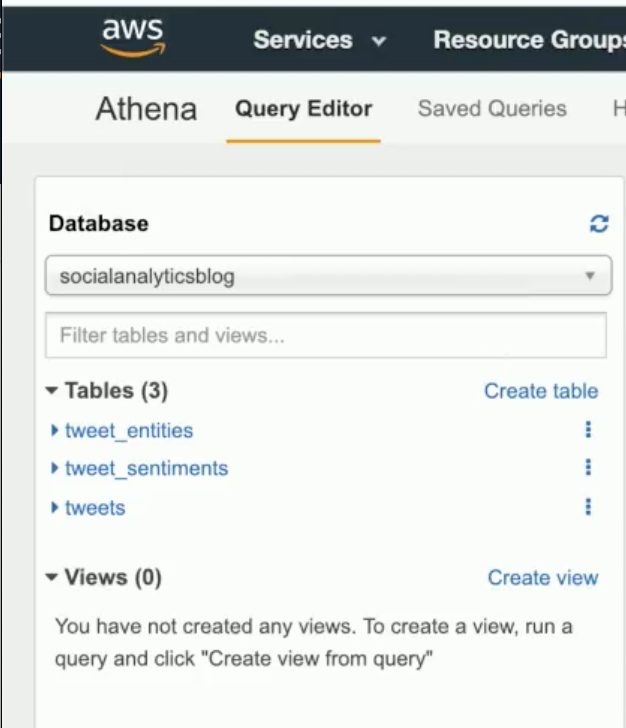 aws
Services
Resource Groups
Athena
Query Editor
Saved Queries
H
Database
socialanalyticsblog
Filter tables and views...
Tables (3)
Create table
tweet_entities
tweet_sentiments
tweets
Views (0)
Create view
You have not created any views. To create a view, run a
query and click "Create view from query"